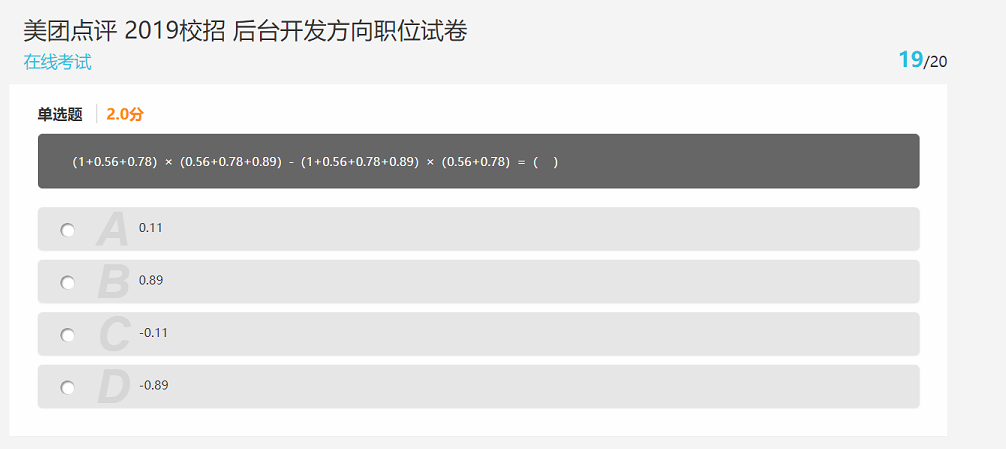 美团点评 2019校招 后台开发方向职位试卷
在线考试
19/20
单选题 2.0分
(1+0.56+0.78) × (0.56+0.78+0.89) - (1+0.56+0.78+0.89) × (0.56+0.78) = ( )
A 0.11
B 0.89
C -0.11
D -0.89